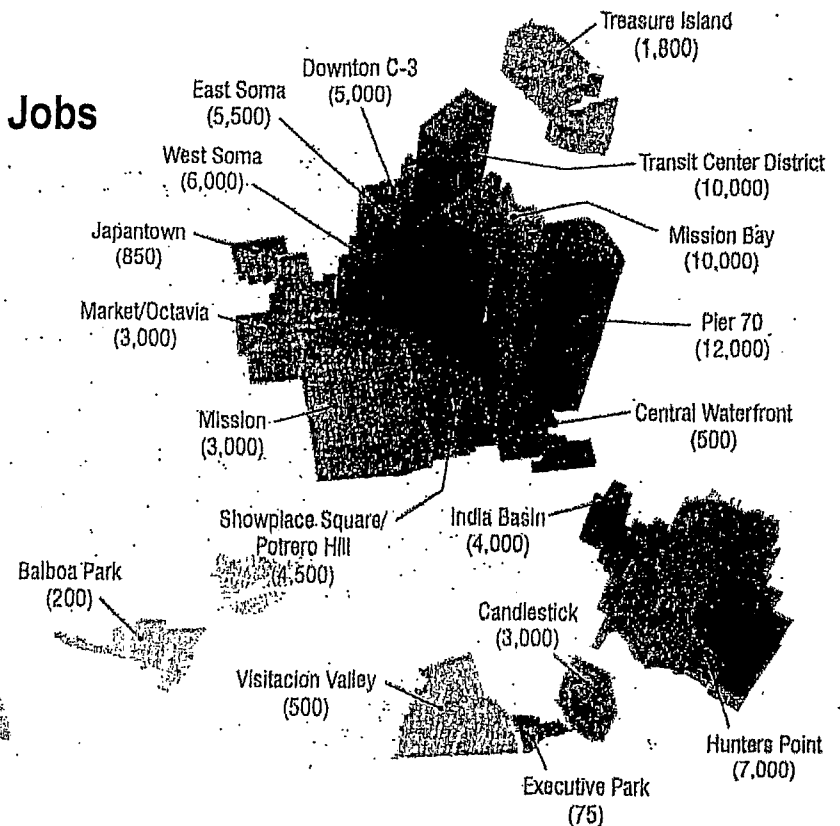 Jobs
Treasure Island
(1,800)
Downton C-3
(5,000)
East Soma
(5,500)
West Soma
(6,000)
Transit Center District
(10,000)
Japantown
(850)
Mission Bay
(10,000)
Market/Octavia
(3,000)
Pier 70
(12,000)
Mission
(3,000)
Central Waterfront
(500)
Showplace Square/
Potrero Hill
(4,500)
India Basin
(4,000)
Balboa Park
(200)
Candlestick
(3,000)
Visitacion Valley
(500)
Hunters Point
(7,000)
Executive Park
(75)